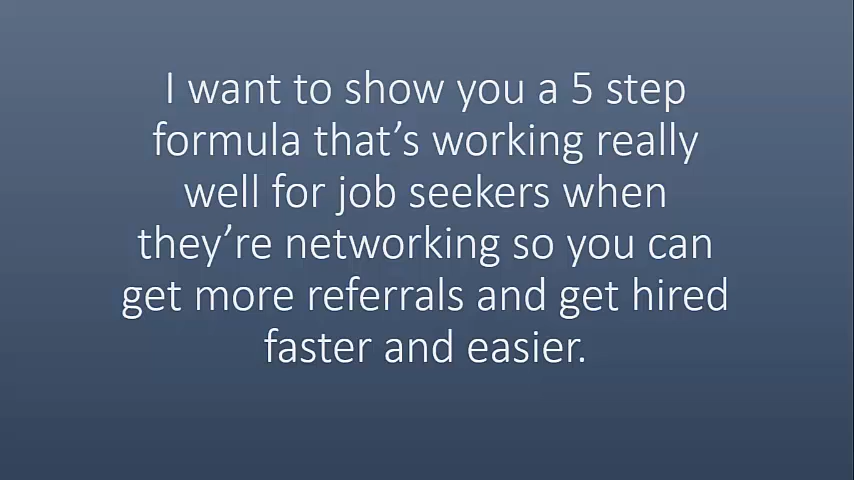 I want to show you a 5 step
formula that’s working really
well for job seekers when
they’re networking so you can
get more referrals and get hired
faster and easier.